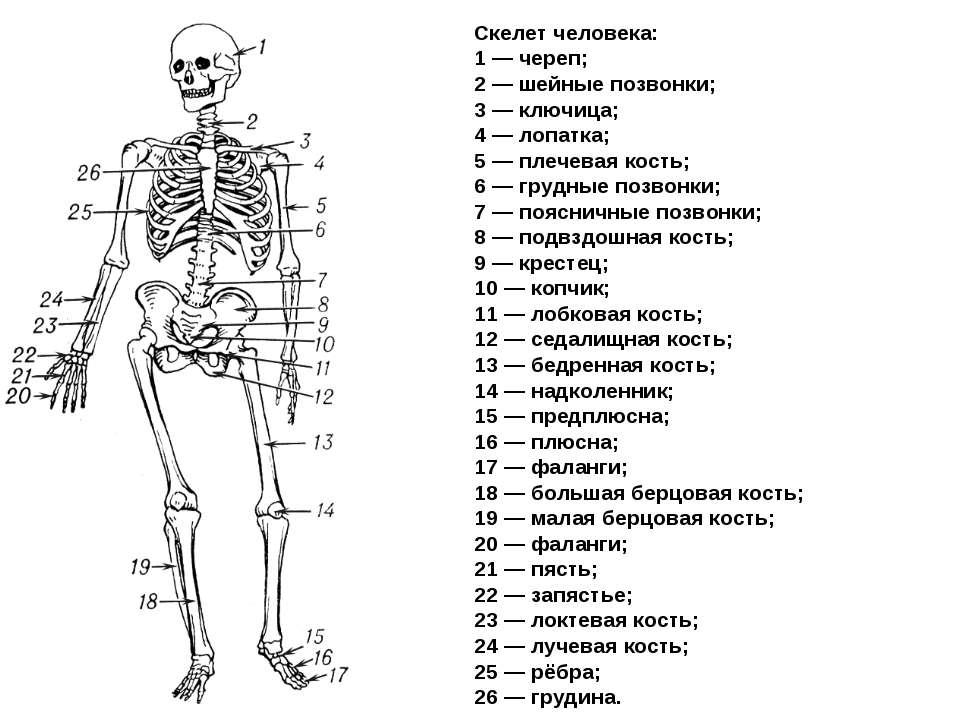 1
2
3
4
26
25
5
6
7
24
8
23
9
10
22
11
21
20
12
13
14
19
18
15
16
17
Скелет человека:
1 — череп;
2 — шейные позвонки;
3 — ключица;
4 — лопатка;
5 — плечевая кость;
6 — грудные позвонки;
7 — поясничные позвонки;
8 — подвздошная кость;
9 — крестец;
10 — копчик;
11 — лобковая кость;
12 — седалищная кость;
13 — бедренная кость;
14 — надколенник;
15 — предплюсна;
16 — плюсна;
17 — фаланги;
18 — большая берцовая кость;
19 — малая берцовая кость;
20 — фаланги;
21 — пясть;
22 — запястье;
23 — локтевая кость;
24 — лучевая кость;
25 — рёбра;
26 — грудина.